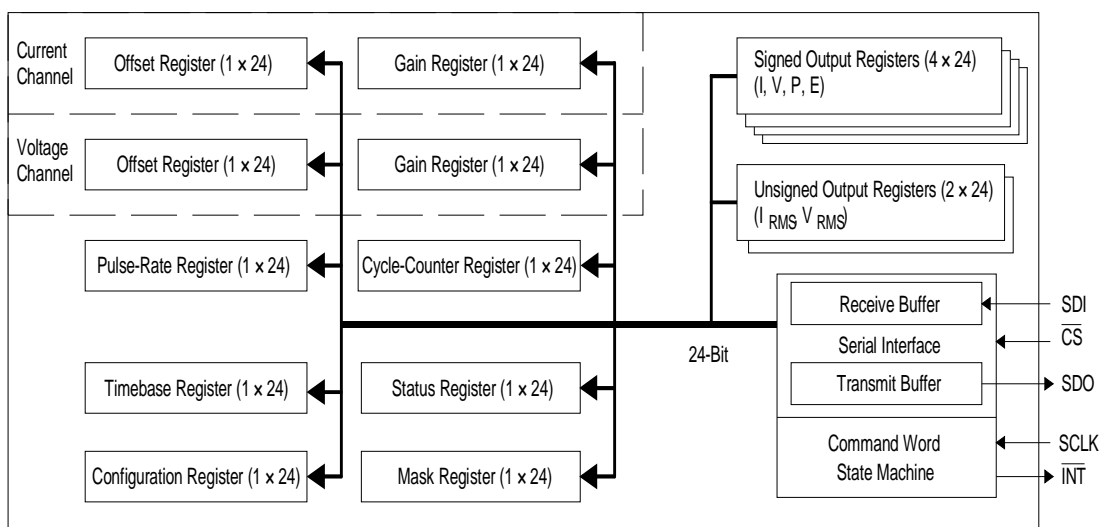 Current
Channel
Offset Register (1 × 24)
Gain Register (1 × 24)
Signed Output Registers (4 × 24)
(I, V, P, E)
Voltage
Channel
Offset Register (1 × 24)
Gain Register (1 × 24)
Unsigned Output Registers (2 × 24)
(I RMS, V RMS)
Pulse-Rate Register (1 × 24)
Cycle-Counter Register (1 × 24)
Receive Buffer
SDI
Serial Interface
CS
24-Bit
Timebase Register (1 × 24)
Status Register (1 × 24)
Transmit Buffer
SDO
Configuration Register (1 × 24)
Mask Register (1 × 24)
Command Word
State Machine
SCLK
INT